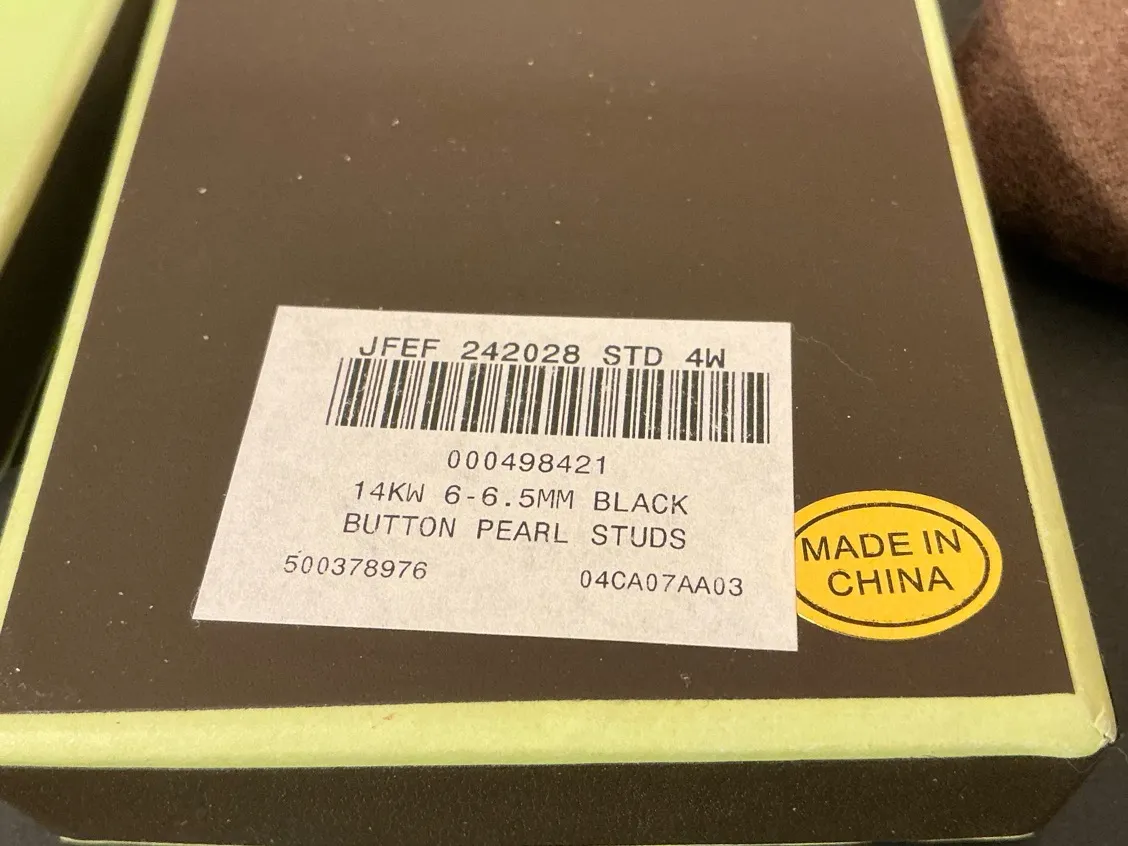 JFEF 242028 STD 4W
000498421
14KW 6-6.5MM BLACK
BUTTON PEARL STUDS
500378976 04CA07AA03
MADE IN
CHINA